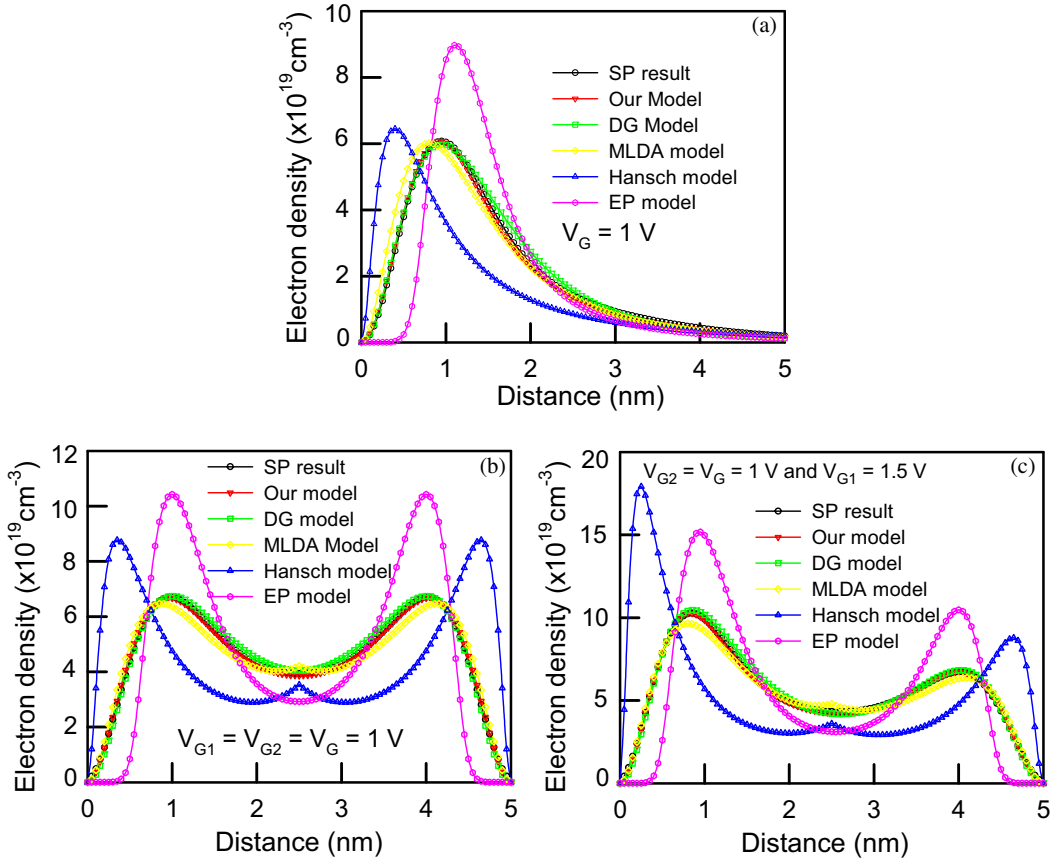 (a)
Electron density (x10^19cm^-3)
10
8
6
4
2
0
SP result
Our Model
DG Model
MLDA model
Hansch model
EP model
V_G = 1 V
0 1 2 3 4 5
Distance (nm)
(b)
Electron density (x10^19cm^-3)
12
10
8
6
4
2
0
SP result
Our model
DG model
MLDA Model
Hansch model
EP model
V_G1 = V_G2 = V_G = 1 V
0 1 2 3 4 5
Distance (nm)
(c)
Electron density (x10^19cm^-3)
20
15
10
5
0
V_G2 = V_G = 1 V and V_G1 = 1.5 V
SP result
Our model
DG model
MLDA model
Hansch model
EP model
0 1 2 3 4 5
Distance (nm)